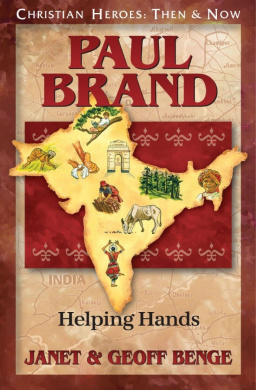 CHRISTIAN HEROES: THEN & NOW
PAUL
BRAND
INDIA
Helping Hands
JANET & GEOFF BENGE